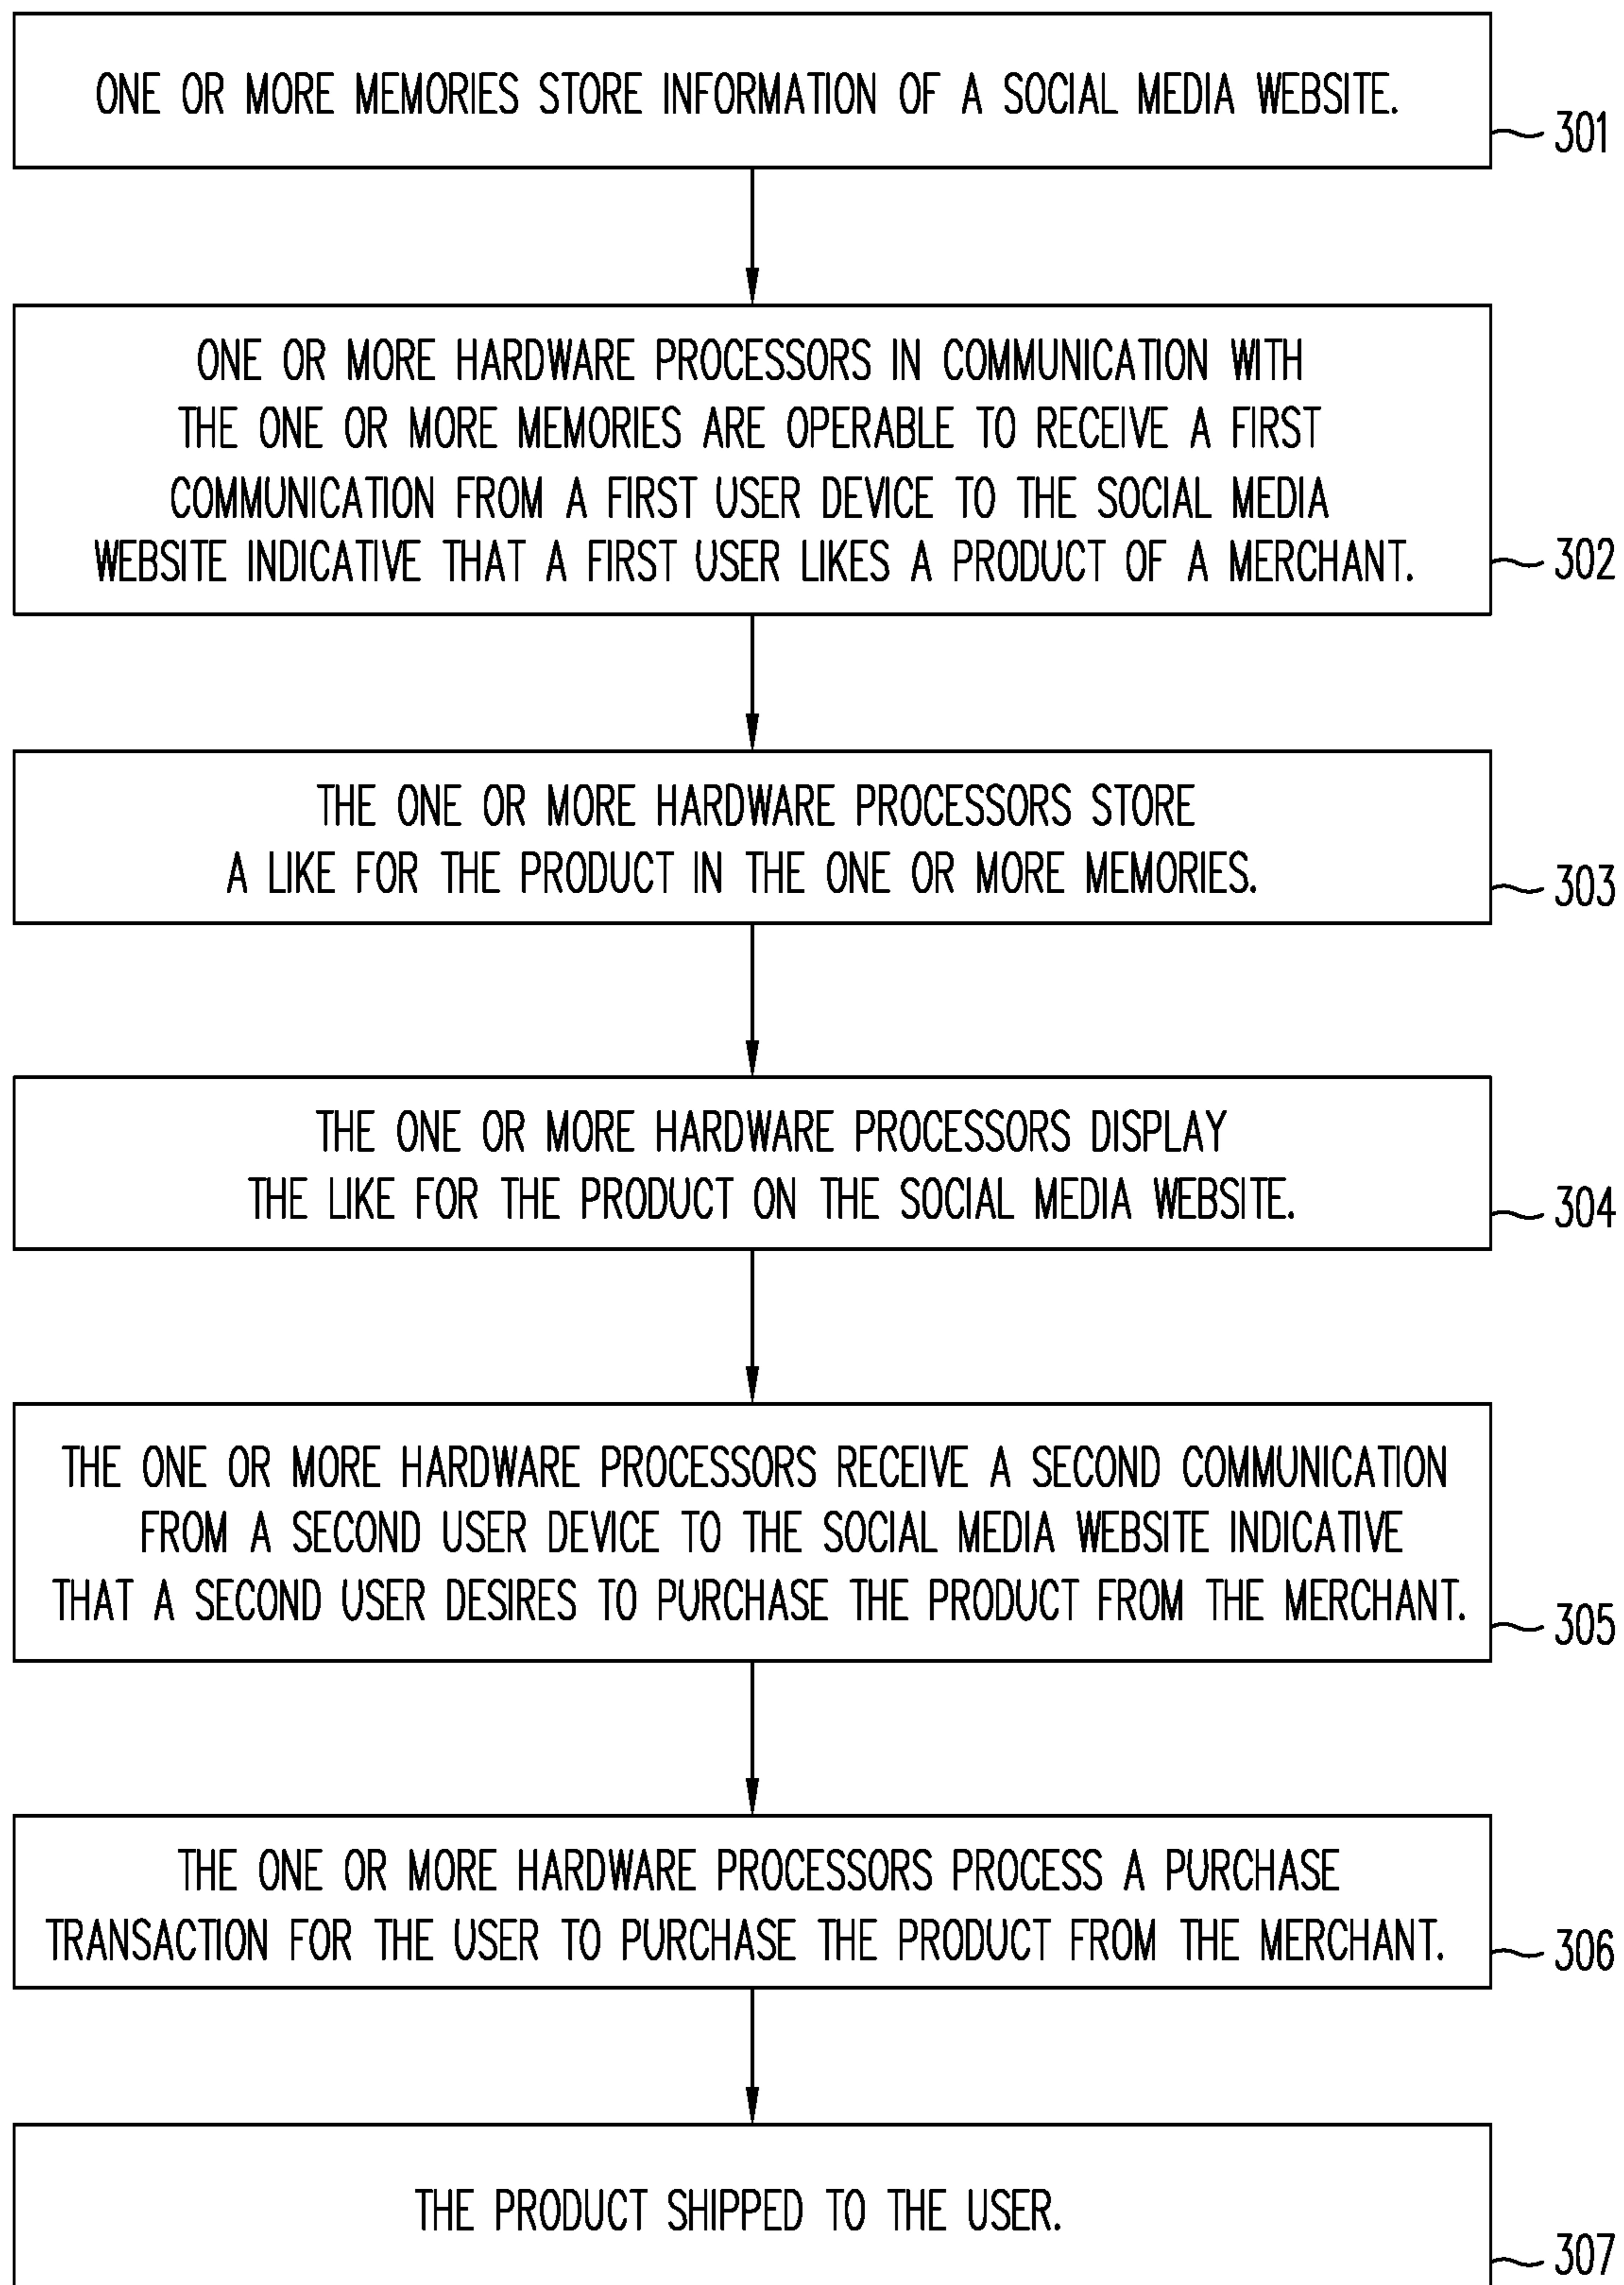 ONE OR MORE MEMORIES STORE INFORMATION OF A SOCIAL MEDIA WEBSITE.
301
ONE OR MORE HARDWARE PROCESSORS IN COMMUNICATION WITH
THE ONE OR MORE MEMORIES ARE OPERABLE TO RECEIVE A FIRST
COMMUNICATION FROM A FIRST USER DEVICE TO THE SOCIAL MEDIA
WEBSITE INDICATIVE THAT A FIRST USER LIKES A PRODUCT OF A MERCHANT.
302
THE ONE OR MORE HARDWARE PROCESSORS STORE
A LIKE FOR THE PRODUCT IN THE ONE OR MORE MEMORIES.
303
THE ONE OR MORE HARDWARE PROCESSORS DISPLAY
THE LIKE FOR THE PRODUCT ON THE SOCIAL MEDIA WEBSITE.
304
THE ONE OR MORE HARDWARE PROCESSORS RECEIVE A SECOND COMMUNICATION
FROM A SECOND USER DEVICE TO THE SOCIAL MEDIA WEBSITE INDICATIVE
THAT A SECOND USER DESIRES TO PURCHASE THE PRODUCT FROM THE MERCHANT.
305
THE ONE OR MORE HARDWARE PROCESSORS PROCESS A PURCHASE
TRANSACTION FOR THE USER TO PURCHASE THE PRODUCT FROM THE MERCHANT.
306
THE PRODUCT SHIPPED TO THE USER.
307